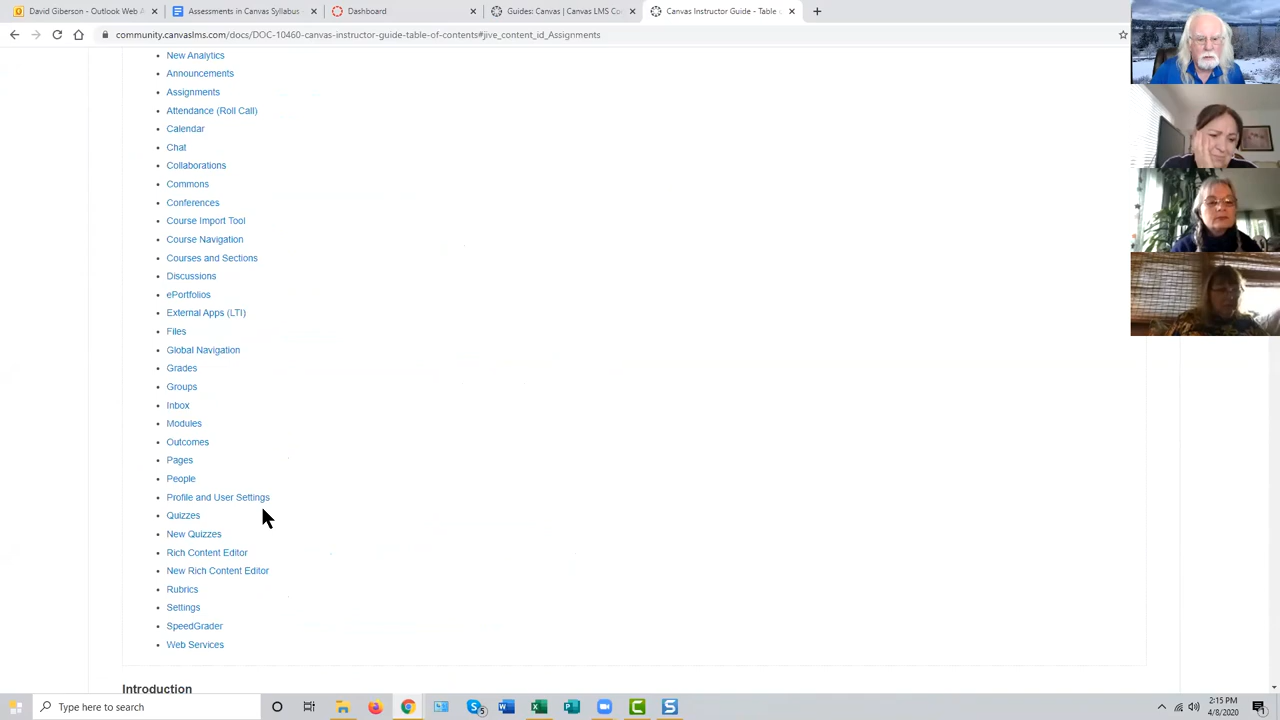 David Giberson - Outlook Web A
Assignments in Canvas Syllabus
Dashboard
Guides Canvas | Canvas LMS Co
Canvas Instructor Guide - Table
community.canvaslms.com/docs/DOC-10460-canvas-instructor-guide-table
ve_content_id_Assignments
New Analytics
Announcements
Assignments
Attendance (Roll Call)
Calendar
Chat
Collaborations
Commons
Conferences
Course Import Tool
Course Navigation
Courses and Sections
Discussions
ePortfolios
External Apps (LTI)
Files
Global Navigation
Grades
Groups
Inbox
Modules
Outcomes
Pages
People
Profile and User Settings
Quizzes
New Quizzes
Rich Content Editor
New Rich Content Editor
Rubrics
Settings
SpeedGrader
Web Services
Introduction
Type here to search
5
2:15 PM
4/8/2020
1